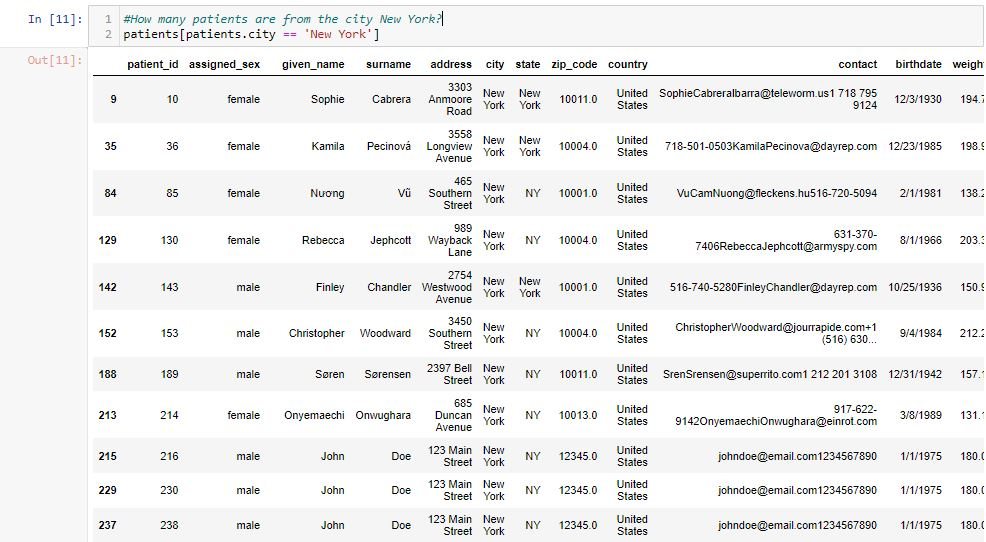 In [11]: 1 #How many patients are from the city New York?
2 patients[patients.city == 'New York']
Out[11]:
patient_id assigned_sex given_name surname address city state zip_code country contact birthdate weigh
9 10 female Sophie Cabrera 3303 Anmoore Road New York New York 10011.0 United States SophieCabreraIbarra@teleworm.us1 718 795 9124 12/3/1930 194.7
35 36 female Kamila Pecinová 3558 Longview Avenue New York New York 10004.0 United States 718-501-0503KamilaPecinova@dayrep.com 12/23/1985 198.9
84 85 female Nương Vũ 465 Southern Street New York NY 10001.0 United States VuCamNuong@fleckens.hu516-720-5094 2/1/1981 138.2
129 130 female Rebecca Jephcott 989 Wayback Lane New York NY 10004.0 United States 631-370-7406RebeccaJephcott@armyspy.com 8/1/1966 203.3
142 143 male Finley Chandler 2754 Westwood Avenue New York New York 10001.0 United States 516-740-5280FinleyChandler@dayrep.com 10/25/1936 150.9
152 153 male Christopher Woodward 3450 Southern Street New York NY 10004.0 United States ChristopherWoodward@jourrapide.com+1 (516) 630... 9/4/1984 212.2
188 189 male Søren Sørensen 2397 Bell Street New York NY 10011.0 United States SrenSrensen@superrito.com1 212 201 3108 12/31/1942 157.1
213 214 female Onyemaechi Onwughara 685 Duncan Avenue New York NY 10013.0 United States 917-622-9142OnyemaechiOnwughara@einrot.com 3/8/1989 131.1
215 216 male John Doe 123 Main Street New York NY 12345.0 United States johndoe@email.com1234567890 1/1/1975 180.0
229 230 male John Doe 123 Main Street New York NY 12345.0 United States johndoe@email.com1234567890 1/1/1975 180.0
237 238 male John Doe 123 Main Street New York NY 12345.0 United States johndoe@email.com1234567890 1/1/1975 180.0